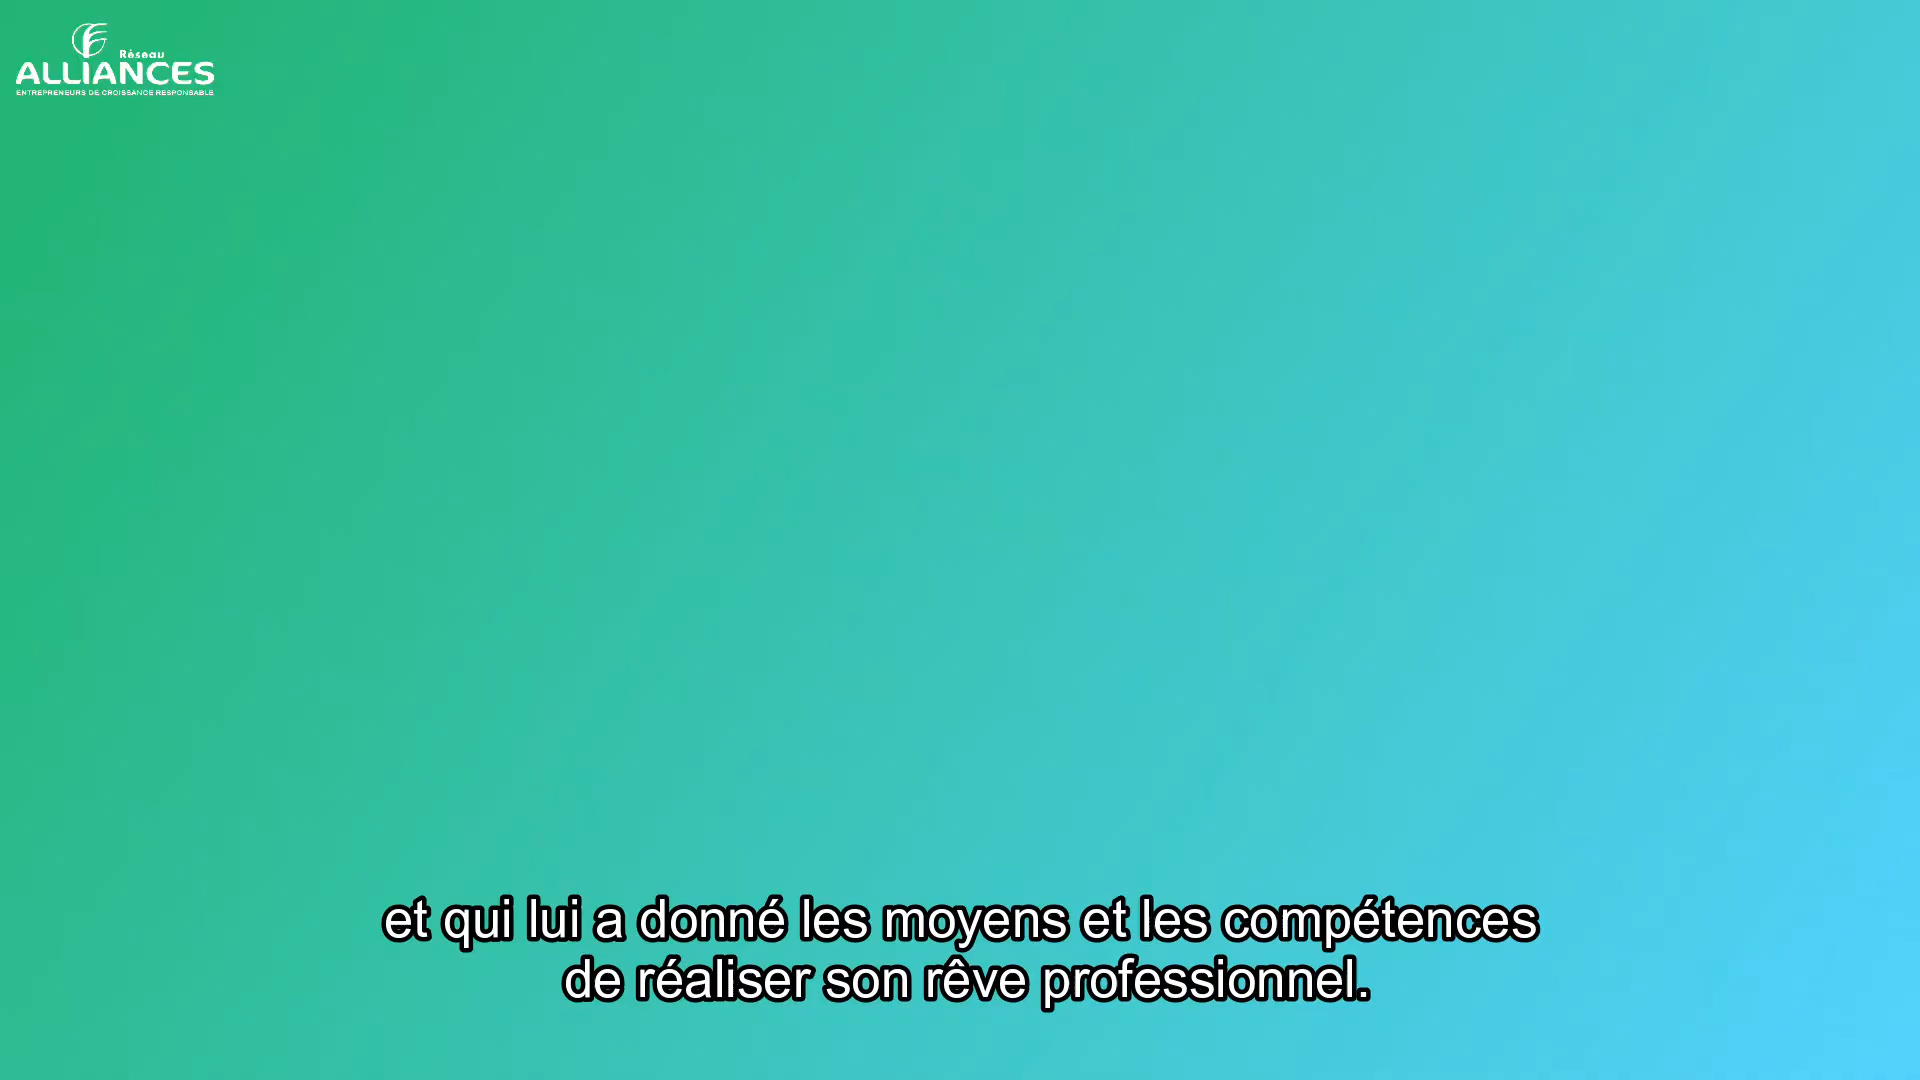 Réseau
ALLIANCES
ENTREPRENEURS DE CROISSANCE RESPONSABLE
et qui lui a donné les moyens et les compétences
de réaliser son rêve professionnel.